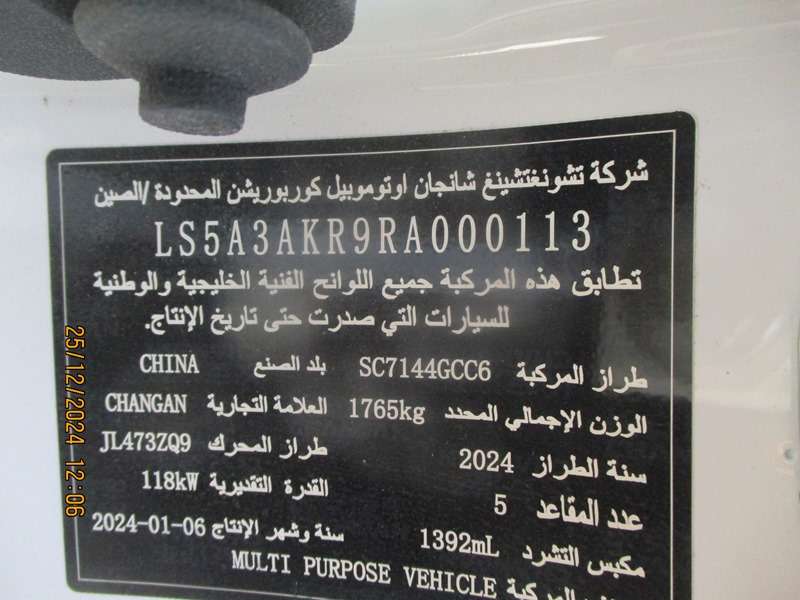 شركة تشونغتشينغ شانجان اوتوموبيل كوربوريشن المحدودة /الصين
LS5A3AKR9RA000113
تطابق هذه المركبة جميع اللوائح الفنية الخليجية والوطنية
للسيارات التي صدرت حتى تاريخ الإنتاج.
طراز المركبة SC7144GCC6 بلد الصنع CHINA
الوزن الإجمالي المحدد 1765kg العلامة التجارية CHANGAN
سنة الطراز 2024 طراز المحرك JL473ZQ9
عدد المقاعد 5 القدرة التقديرية 118kW
مكبس التشرد 1392mL سنة وشهر الإنتاج 2024-01-06
المركبة MULTI PURPOSE VEHICLE
25/12/2024 12:06